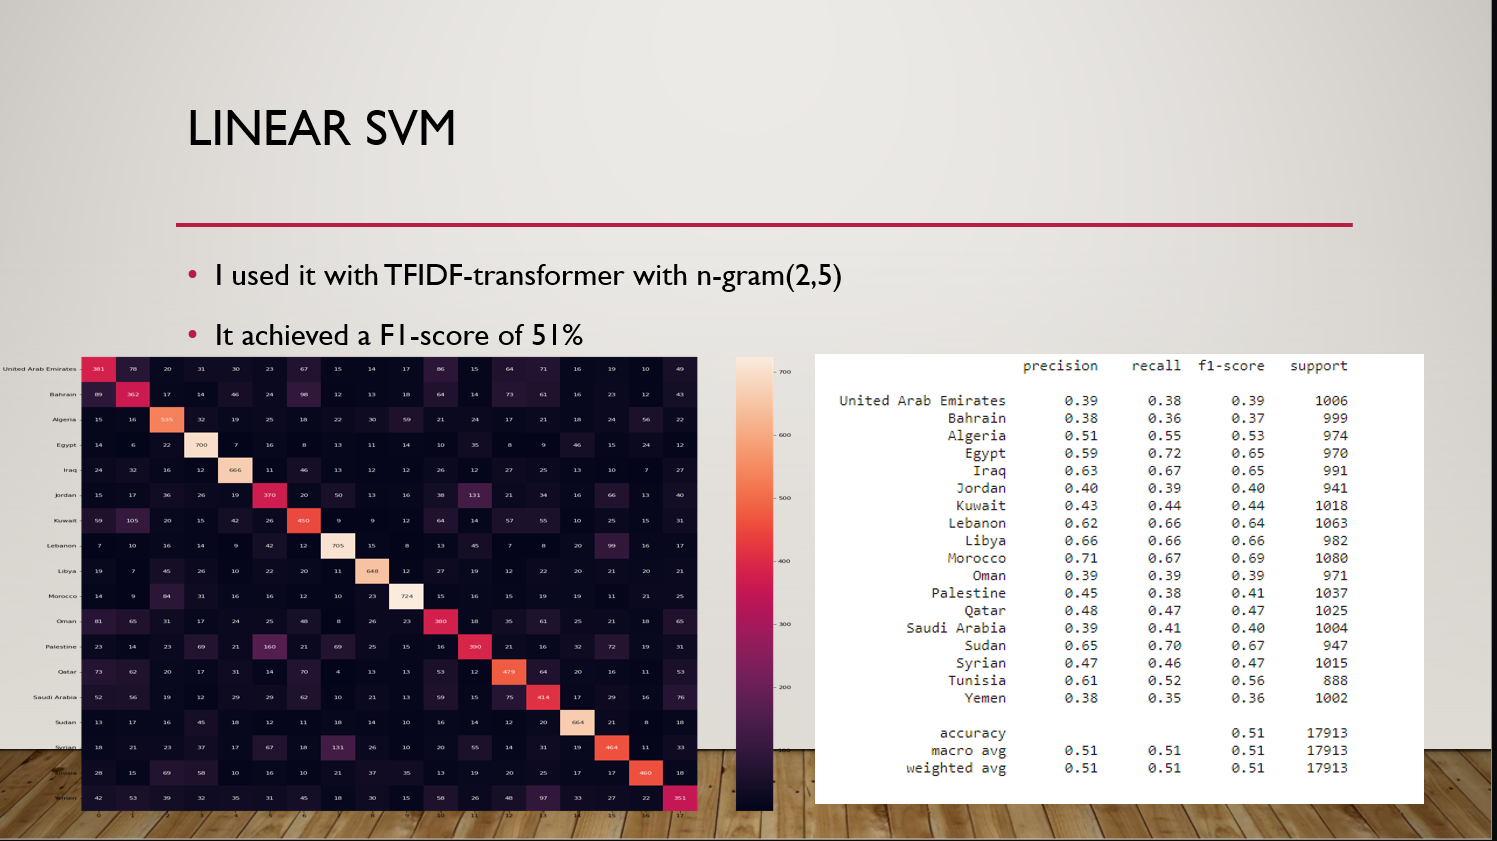 LINEAR SVM
• I used it with TFIDF-transformer with n-gram(2,5)
• It achieved a F1-score of 51%
United Arab Emirates 381 78 20 31 30 23 67 15 14 17 86 15 64 71 16 19 10 49
Bahrain 89 362 17 14 46 24 98 12 13 18 64 14 73 61 16 23 12 43
Algeria 15 16 535 32 19 25 18 22 30 59 21 24 17 21 18 24 56 22
Egypt 14 6 22 700 7 16 8 13 11 14 10 35 8 9 46 15 24 12
Iraq 24 32 16 12 666 11 46 13 12 12 26 12 27 25 13 10 7 27
Jordan 15 17 36 26 19 370 20 50 13 16 38 131 21 34 16 66 13 40
Kuwait 59 105 20 15 42 26 450 9 9 12 64 14 57 55 10 25 15 31
Lebanon 7 10 16 14 9 42 12 705 15 8 13 45 7 8 20 99 16 17
Libya 19 7 45 26 10 22 20 11 648 12 27 19 12 22 20 21 20 21
Morocco 14 9 84 31 16 16 12 10 23 724 15 16 15 19 19 11 21 25
Oman 81 65 31 17 24 25 48 8 26 23 380 18 35 61 25 21 18 65
Palestine 23 14 23 69 21 160 21 69 25 15 16 390 16 32 32 72 19 31
Qatar 73 62 20 17 31 14 70 4 13 13 53 12 479 64 20 16 11 53
Saudi Arabia 52 56 19 12 29 29 62 10 21 13 59 15 75 414 17 29 16 76
Sudan 13 17 16 45 18 12 11 18 14 10 16 14 12 20 664 21 8 18
Syrian 18 21 23 37 17 67 18 131 26 10 20 55 14 31 19 464 11 33
28 15 69 58 10 16 10 21 37 35 13 19 20 25 17 17 460 18
Yemen 42 53 39 32 35 31 45 18 30 15 58 26 48 97 33 27 22 351
0 1 2 3 4 5 6 7 8 9 10 11 12 13 14 15 16 17
700
600
500
400
300
200
100
precision recall f1-score support
United Arab Emirates 0.39 0.38 0.39 1006
Bahrain 0.38 0.36 0.37 999
Algeria 0.51 0.55 0.53 974
Egypt 0.59 0.72 0.65 970
Iraq 0.63 0.67 0.65 991
Jordan 0.40 0.39 0.40 941
Kuwait 0.43 0.44 0.44 1018
Lebanon 0.62 0.66 0.64 1063
Libya 0.66 0.66 0.66 982
Morocco 0.71 0.67 0.69 1080
Oman 0.39 0.39 0.39 971
Palestine 0.45 0.38 0.41 1037
Qatar 0.48 0.47 0.47 1025
Saudi Arabia 0.39 0.41 0.40 1004
Sudan 0.65 0.70 0.67 947
Syrian 0.47 0.46 0.47 1015
Tunisia 0.61 0.52 0.56 888
Yemen 0.38 0.35 0.36 1002
accuracy 0.51 17913
macro avg 0.51 0.51 0.51 17913
weighted avg 0.51 0.51 0.51 17913